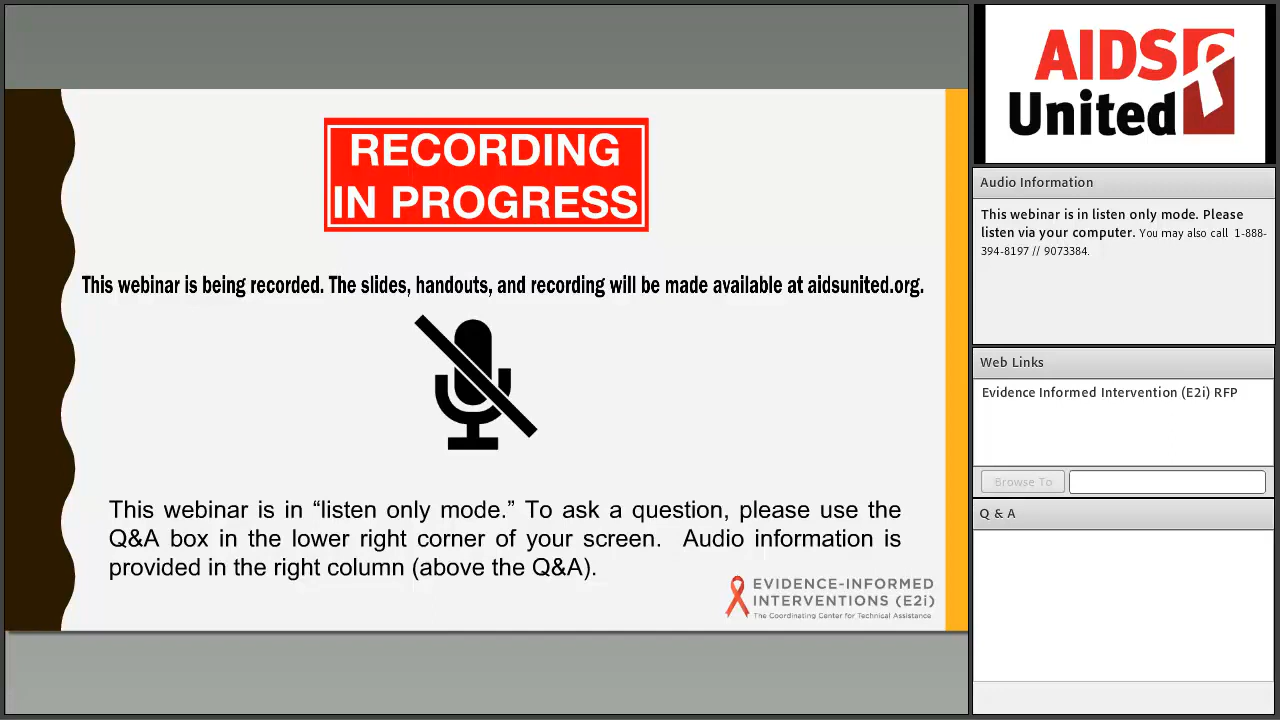 RECORDING
IN PROGRESS
This webinar is being recorded. The slides, handouts, and recording will be made available at aidsunited.org.
This webinar is in “listen only mode.” To ask a question, please use the
Q&A box in the lower right corner of your screen. Audio information is
provided in the right column (above the Q&A).
EVIDENCE-INFORMED
INTERVENTIONS (E2i)
The Coordinating Center for Technical Assistance
AIDS
United
Audio Information
This webinar is in listen only mode. Please
listen via your computer. You may also call 1-888-
394-8197 // 9073384.
Web Links
Evidence Informed Intervention (E2i) RFP
Browse To
Q & A